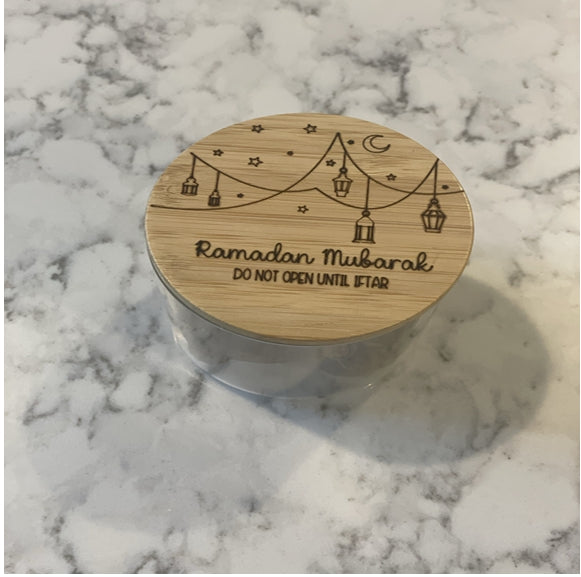 Ramadan Mubarak
DO NOT OPEN UNTIL IFTAR